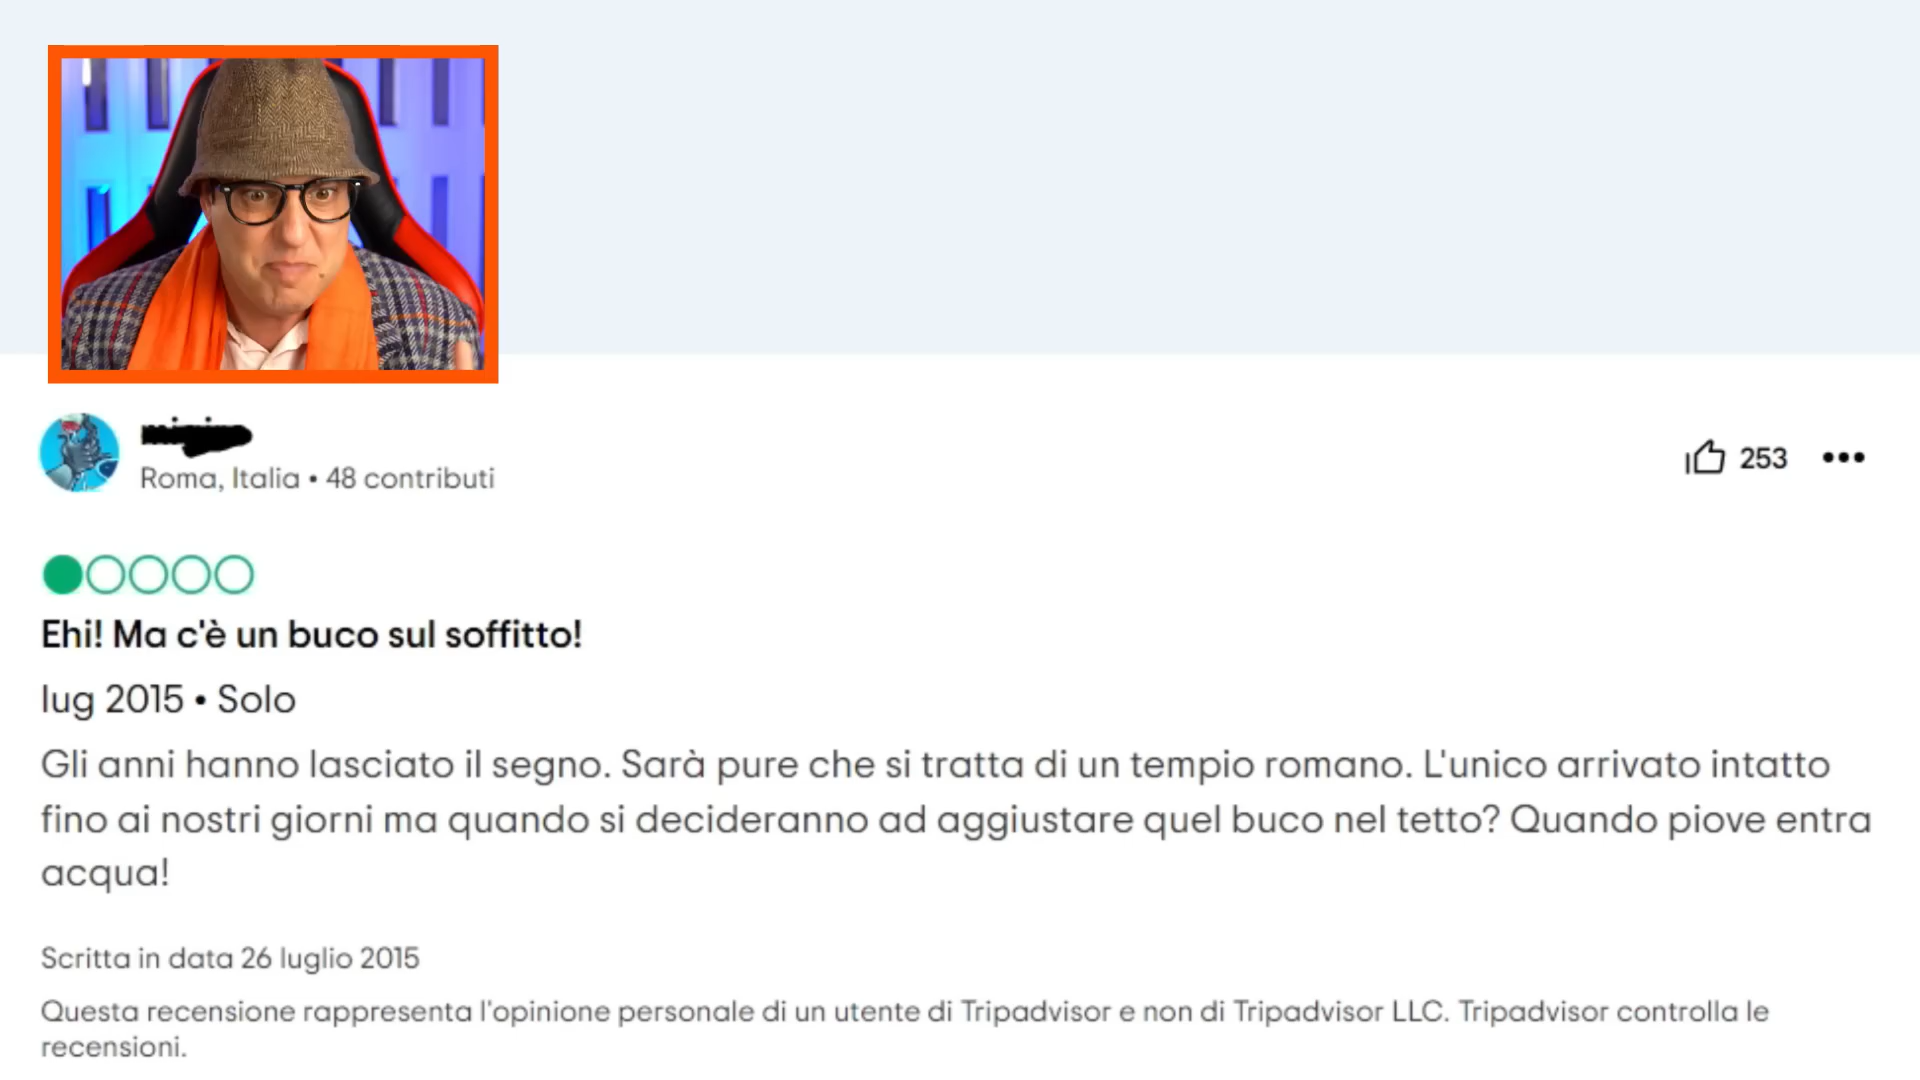 Roma, Italia • 48 contributi
253
Ehi! Ma c'è un buco sul soffitto!
lug 2015 • Solo
Gli anni hanno lasciato il segno. Sarà pure che si tratta di un tempio romano. L'unico arrivato intatto
fino ai nostri giorni ma quando si decideranno ad aggiustare quel buco nel tetto? Quando piove entra
acqua!
Scritta in data 26 luglio 2015
Questa recensione rappresenta l'opinione personale di un utente di Tripadvisor e non di Tripadvisor LLC. Tripadvisor controlla le
recensioni.